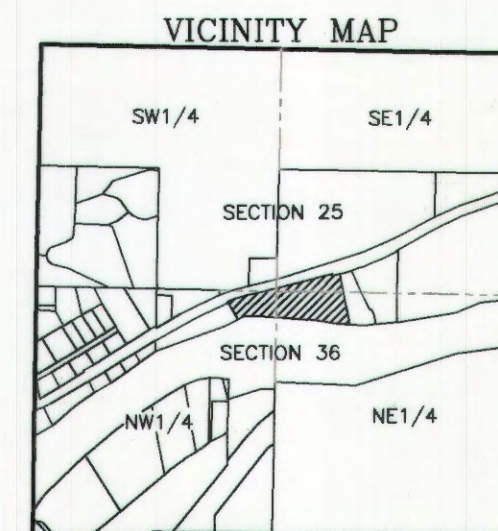 VICINITY MAP
SW1/4
SE1/4
SECTION 25
SECTION 36
NW1/4
NE1/4